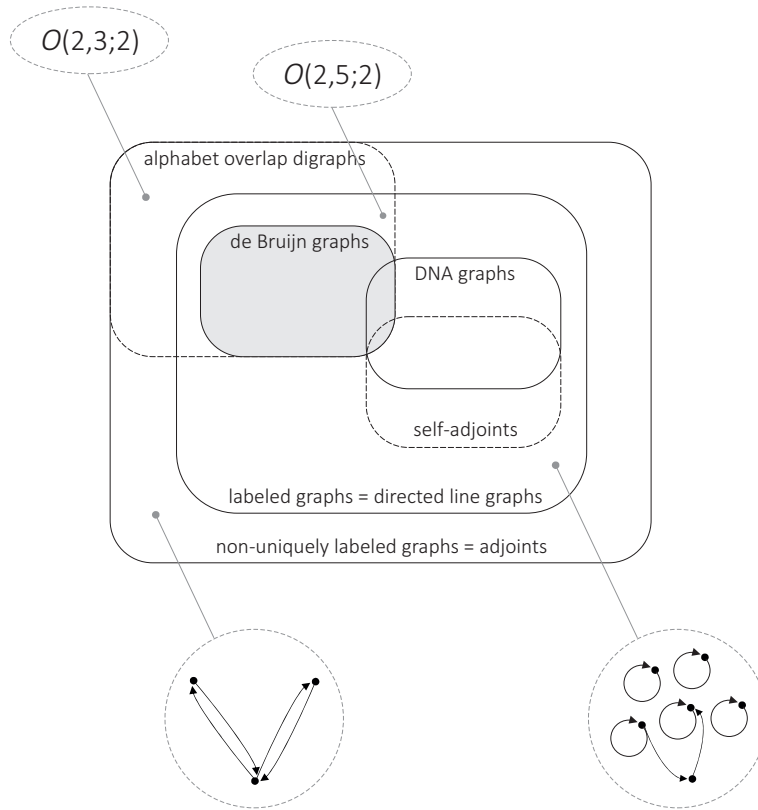 O(2,3;2)
O(2,5;2)
alphabet overlap digraphs
de Bruijn graphs
DNA graphs
self-adjoints
labeled graphs = directed line graphs
non-uniquely labeled graphs = adjoints